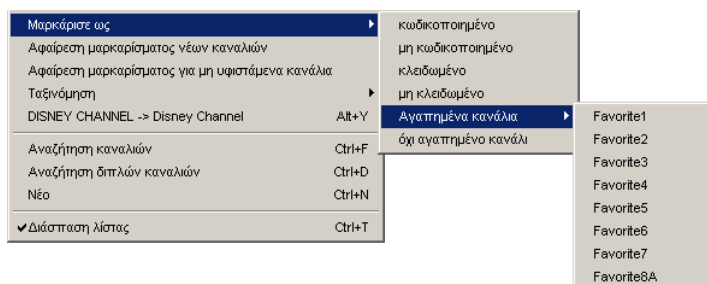 Μαρκάρισε ως
Αφαίρεση μαρκαρίσματος νέων καναλιών
Αφαίρεση μαρκαρίσματος για μη υφιστάμενα κανάλια
Ταξινόμηση
DISNEY CHANNEL -> Disney Channel Alt+Y
Αναζήτηση καναλιών Ctrl+F
Αναζήτηση διπλών καναλιών Ctrl+D
Νέο Ctrl+N
Διάσπαση λίστας Ctrl+T
κωδικοποιημένο
μη κωδικοποιημένο
κλειδωμένο
μη κλειδωμένο
Αγαπημένα κανάλια
όχι αγαπημένο κανάλι
Favorite1
Favorite2
Favorite3
Favorite4
Favorite5
Favorite6
Favorite7
Favorite8A